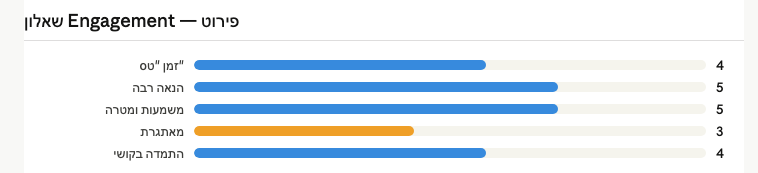 שאלון Engagement — פירוט
זמן "טס" 4
הנאה רבה 5
משמעות ומטרה 5
מאתגרת 3
התמדה בקושי 4